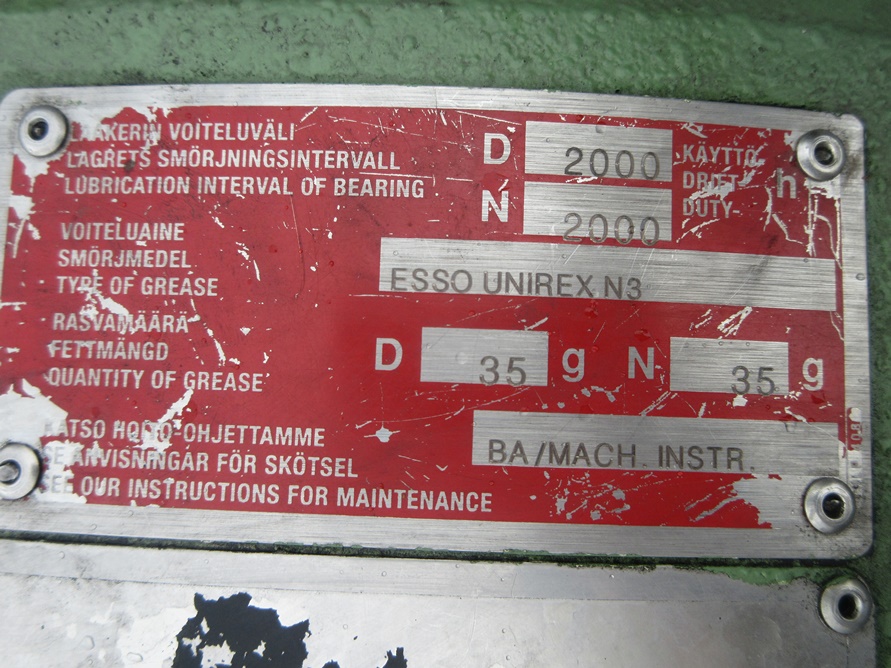 LAAKERIN VOITELUVÄLI D 2000 KÄYTTÖ
LAGRETS SMÖRJNINGSINTERVALL DRIFT h
LUBRICATION INTERVAL OF BEARING N 2000 DUTY
VOITELUAINE
SMÖRJMEDEL ESSO UNIREX N3
TYPE OF GREASE
RASVAMÄÄRÄ
FETTMÄNGD D 35 g N 35 g
QUANTITY OF GREASE
KATSO HOITO-OHJETTAMME
SE ANVISNINGAR FÖR SKÖTSEL BA/MACH. INSTR.
SEE OUR INSTRUCTIONS FOR MAINTENANCE